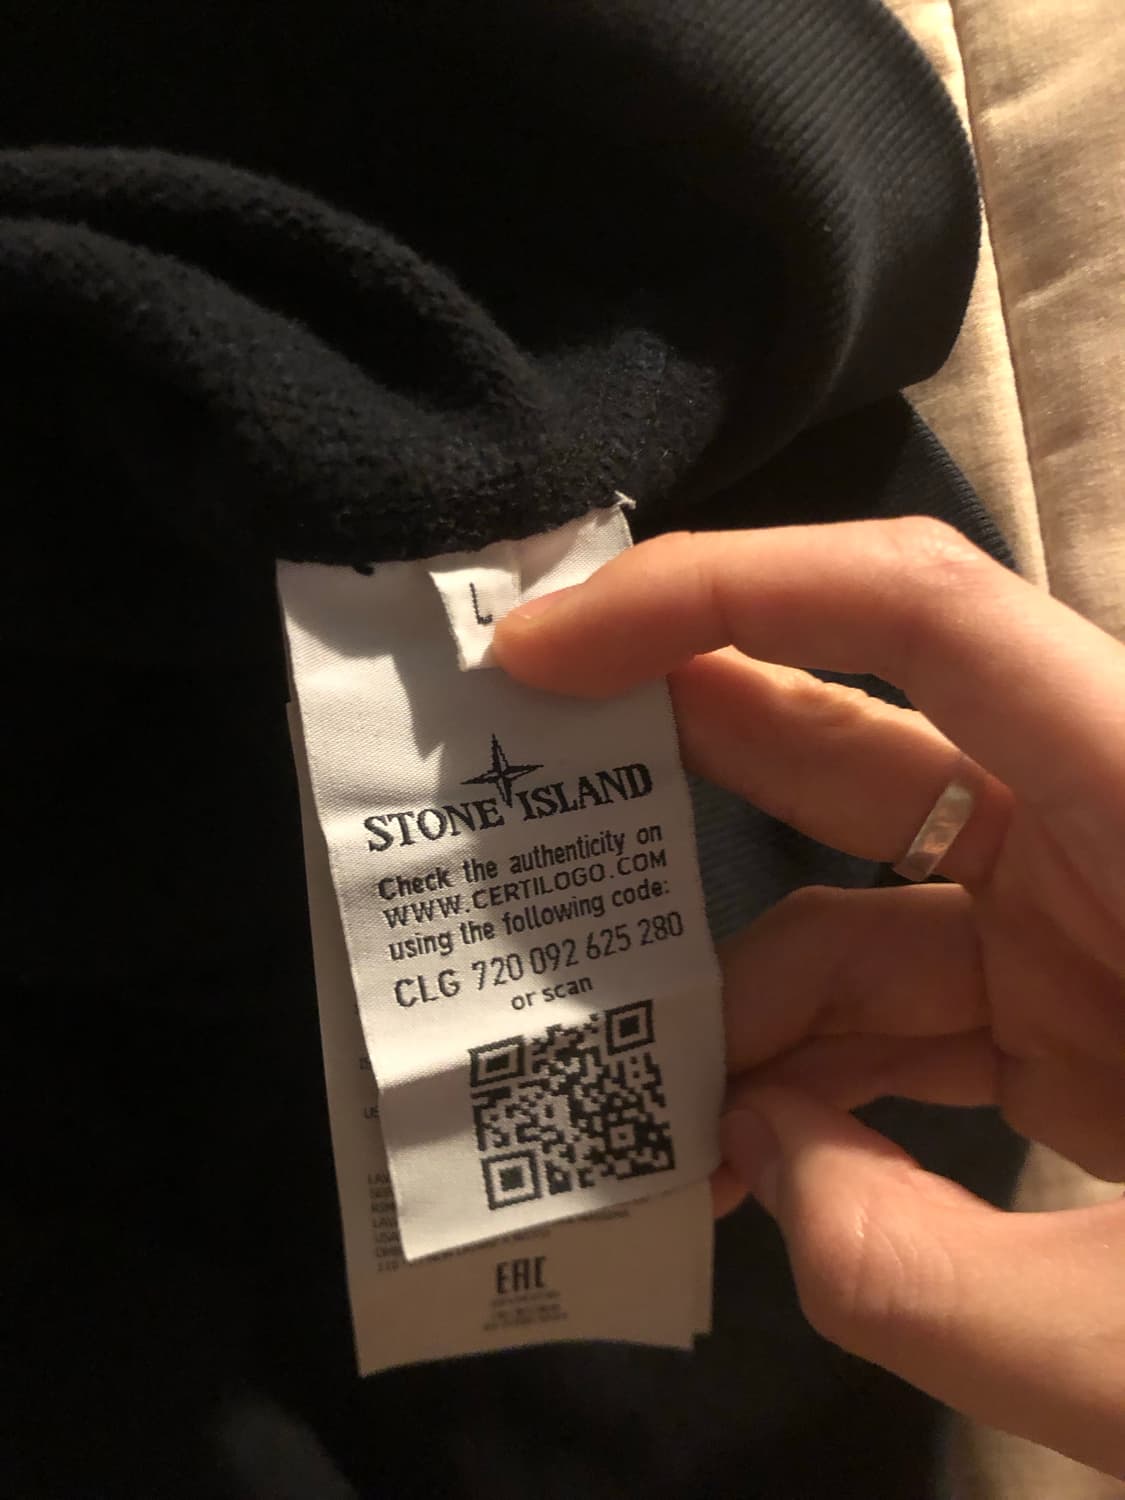 L
STONE ISLAND
Check the authenticity on
WWW.CERTILOGO.COM
using the following code:
CLG 720 092 625 280
or scan
EAC